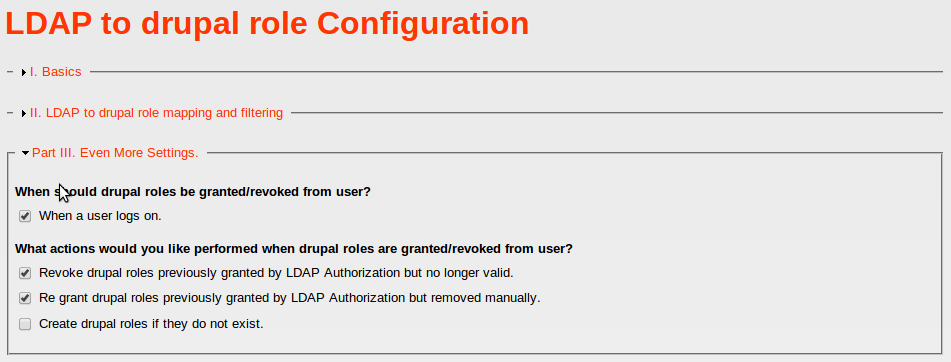 LDAP to drupal role Configuration
I. Basics
II. LDAP to drupal role mapping and filtering
Part III. Even More Settings.
When should drupal roles be granted/revoked from user?
When a user logs on.
What actions would you like performed when drupal roles are granted/revoked from user?
Revoke drupal roles previously granted by LDAP Authorization but no longer valid.
Re grant drupal roles previously granted by LDAP Authorization but removed manually.
Create drupal roles if they do not exist.